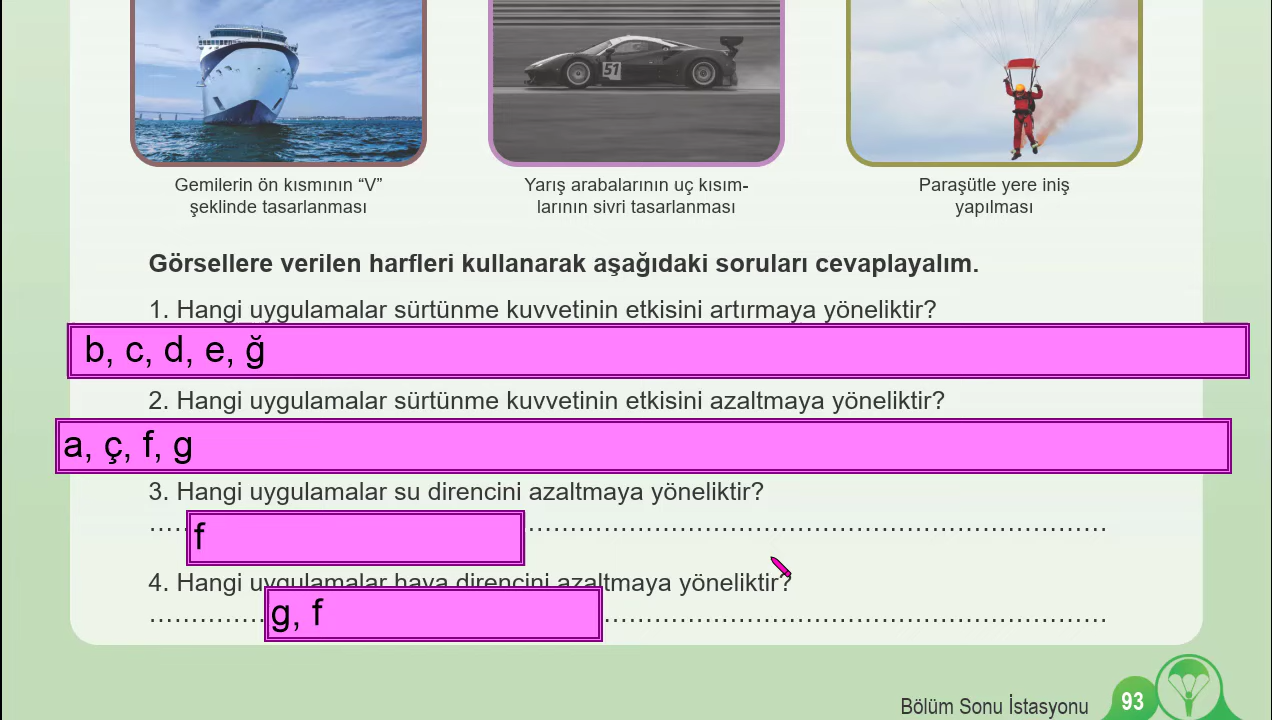 51
Gemilerin ön kısmının “V”
şeklinde tasarlanması
Yarış arabalarının uç kısım-
larının sivri tasarlanması
Paraşütle yere iniş
yapılması
Görsellere verilen harfleri kullanarak aşağıdaki soruları cevaplayalım.
1. Hangi uygulamalar sürtünme kuvvetinin etkisini artırmaya yöneliktir?
b, c, d, e, ğ
2. Hangi uygulamalar sürtünme kuvvetinin etkisini azaltmaya yöneliktir?
a, ç, f, g
3. Hangi uygulamalar su direncini azaltmaya yöneliktir?
f
4. Hangi uygulamalar hava direncini azaltmaya yöneliktir?
g, f
Bölüm Sonu İstasyonu 93